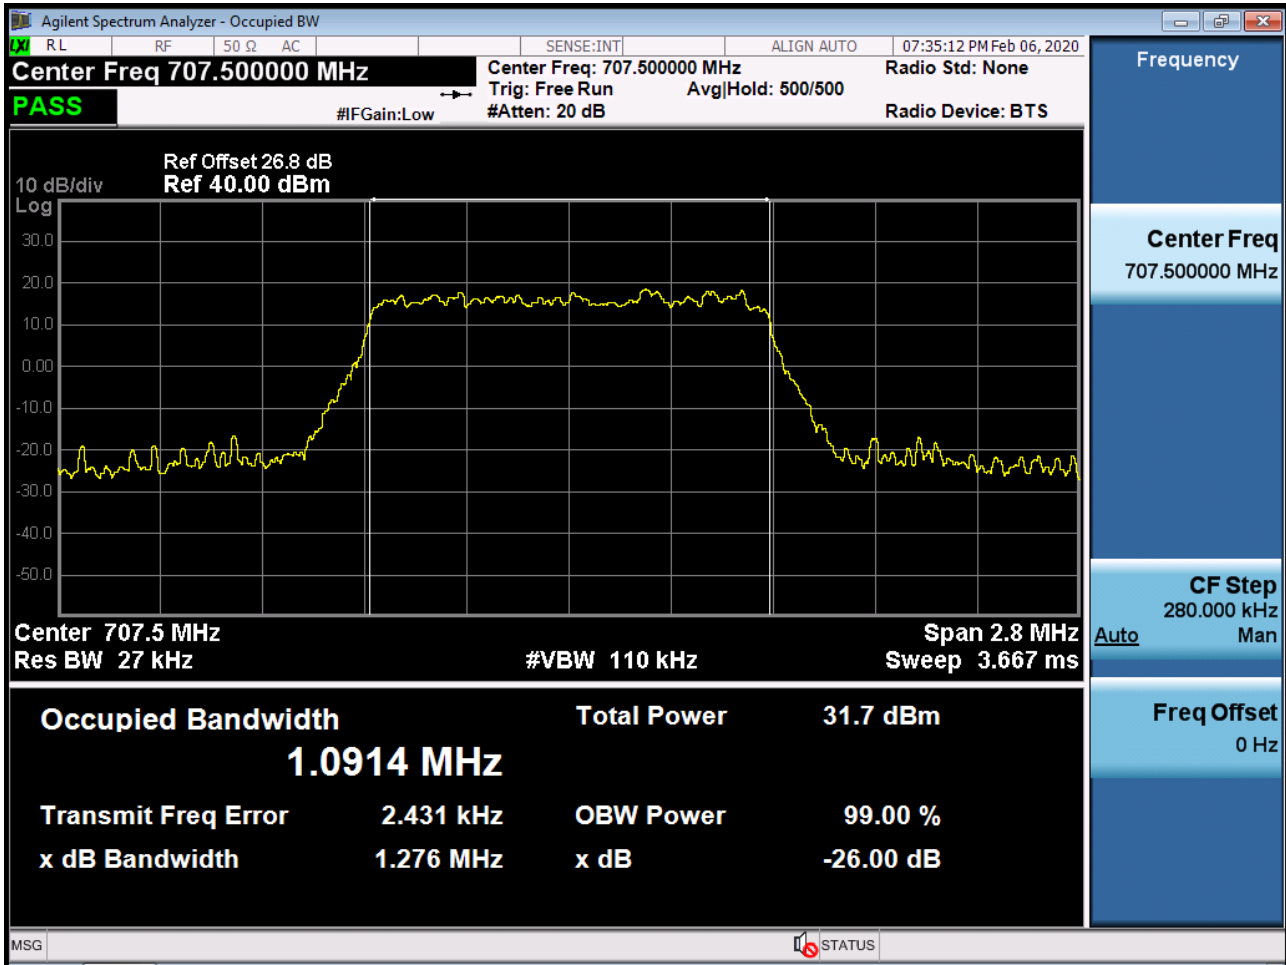 Agilent Spectrum Analyzer - Occupied BW
LXI RL RF 50 Ω AC SENSE:INT ALIGN AUTO 07:35:12 PM Feb 06, 2020
Center Freq 707.500000 MHz
Center Freq: 707.500000 MHz
Radio Std: None
Trig: Free Run Avg|Hold: 500/500
PASS
#IFGain:Low
#Atten: 20 dB
Radio Device: BTS
Ref Offset 26.8 dB
10 dB/div Ref 40.00 dBm
Log
30.0
20.0
10.0
0.00
-10.0
-20.0
-30.0
-40.0
-50.0
Center 707.5 MHz Span 2.8 MHz
Res BW 27 kHz #VBW 110 kHz Sweep 3.667 ms
Occupied Bandwidth Total Power 31.7 dBm
1.0914 MHz
Transmit Freq Error 2.431 kHz OBW Power 99.00 %
x dB Bandwidth 1.276 MHz x dB -26.00 dB
MSG STATUS
Frequency
Center Freq
707.500000 MHz
CF Step
280.000 kHz
Auto Man
Freq Offset
0 Hz